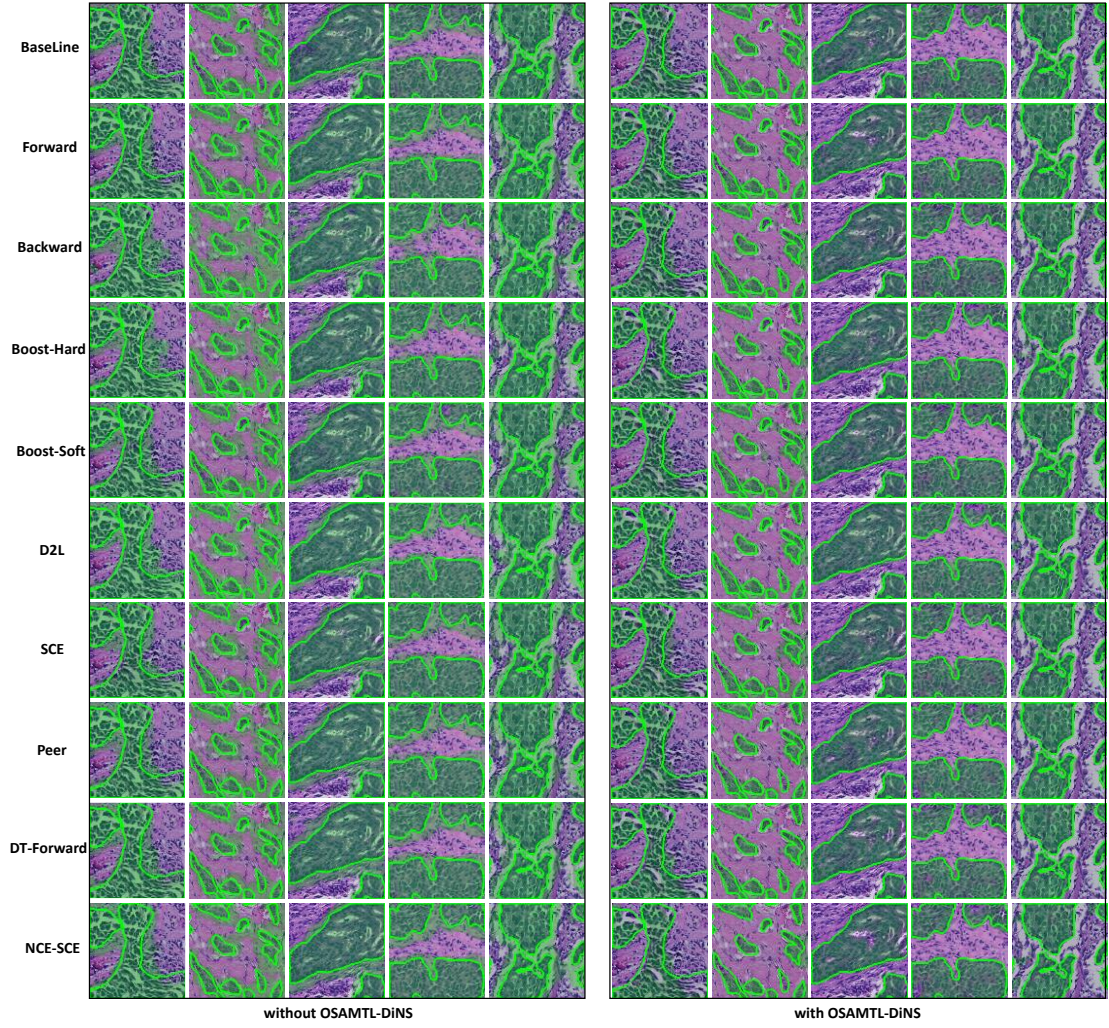 BaseLine
Forward
Backward
Boost-Hard
Boost-Soft
D2L
SCE
Peer
DT-Forward
NCE-SCE
without OSAMTL-DiNS
with OSAMTL-DiNS